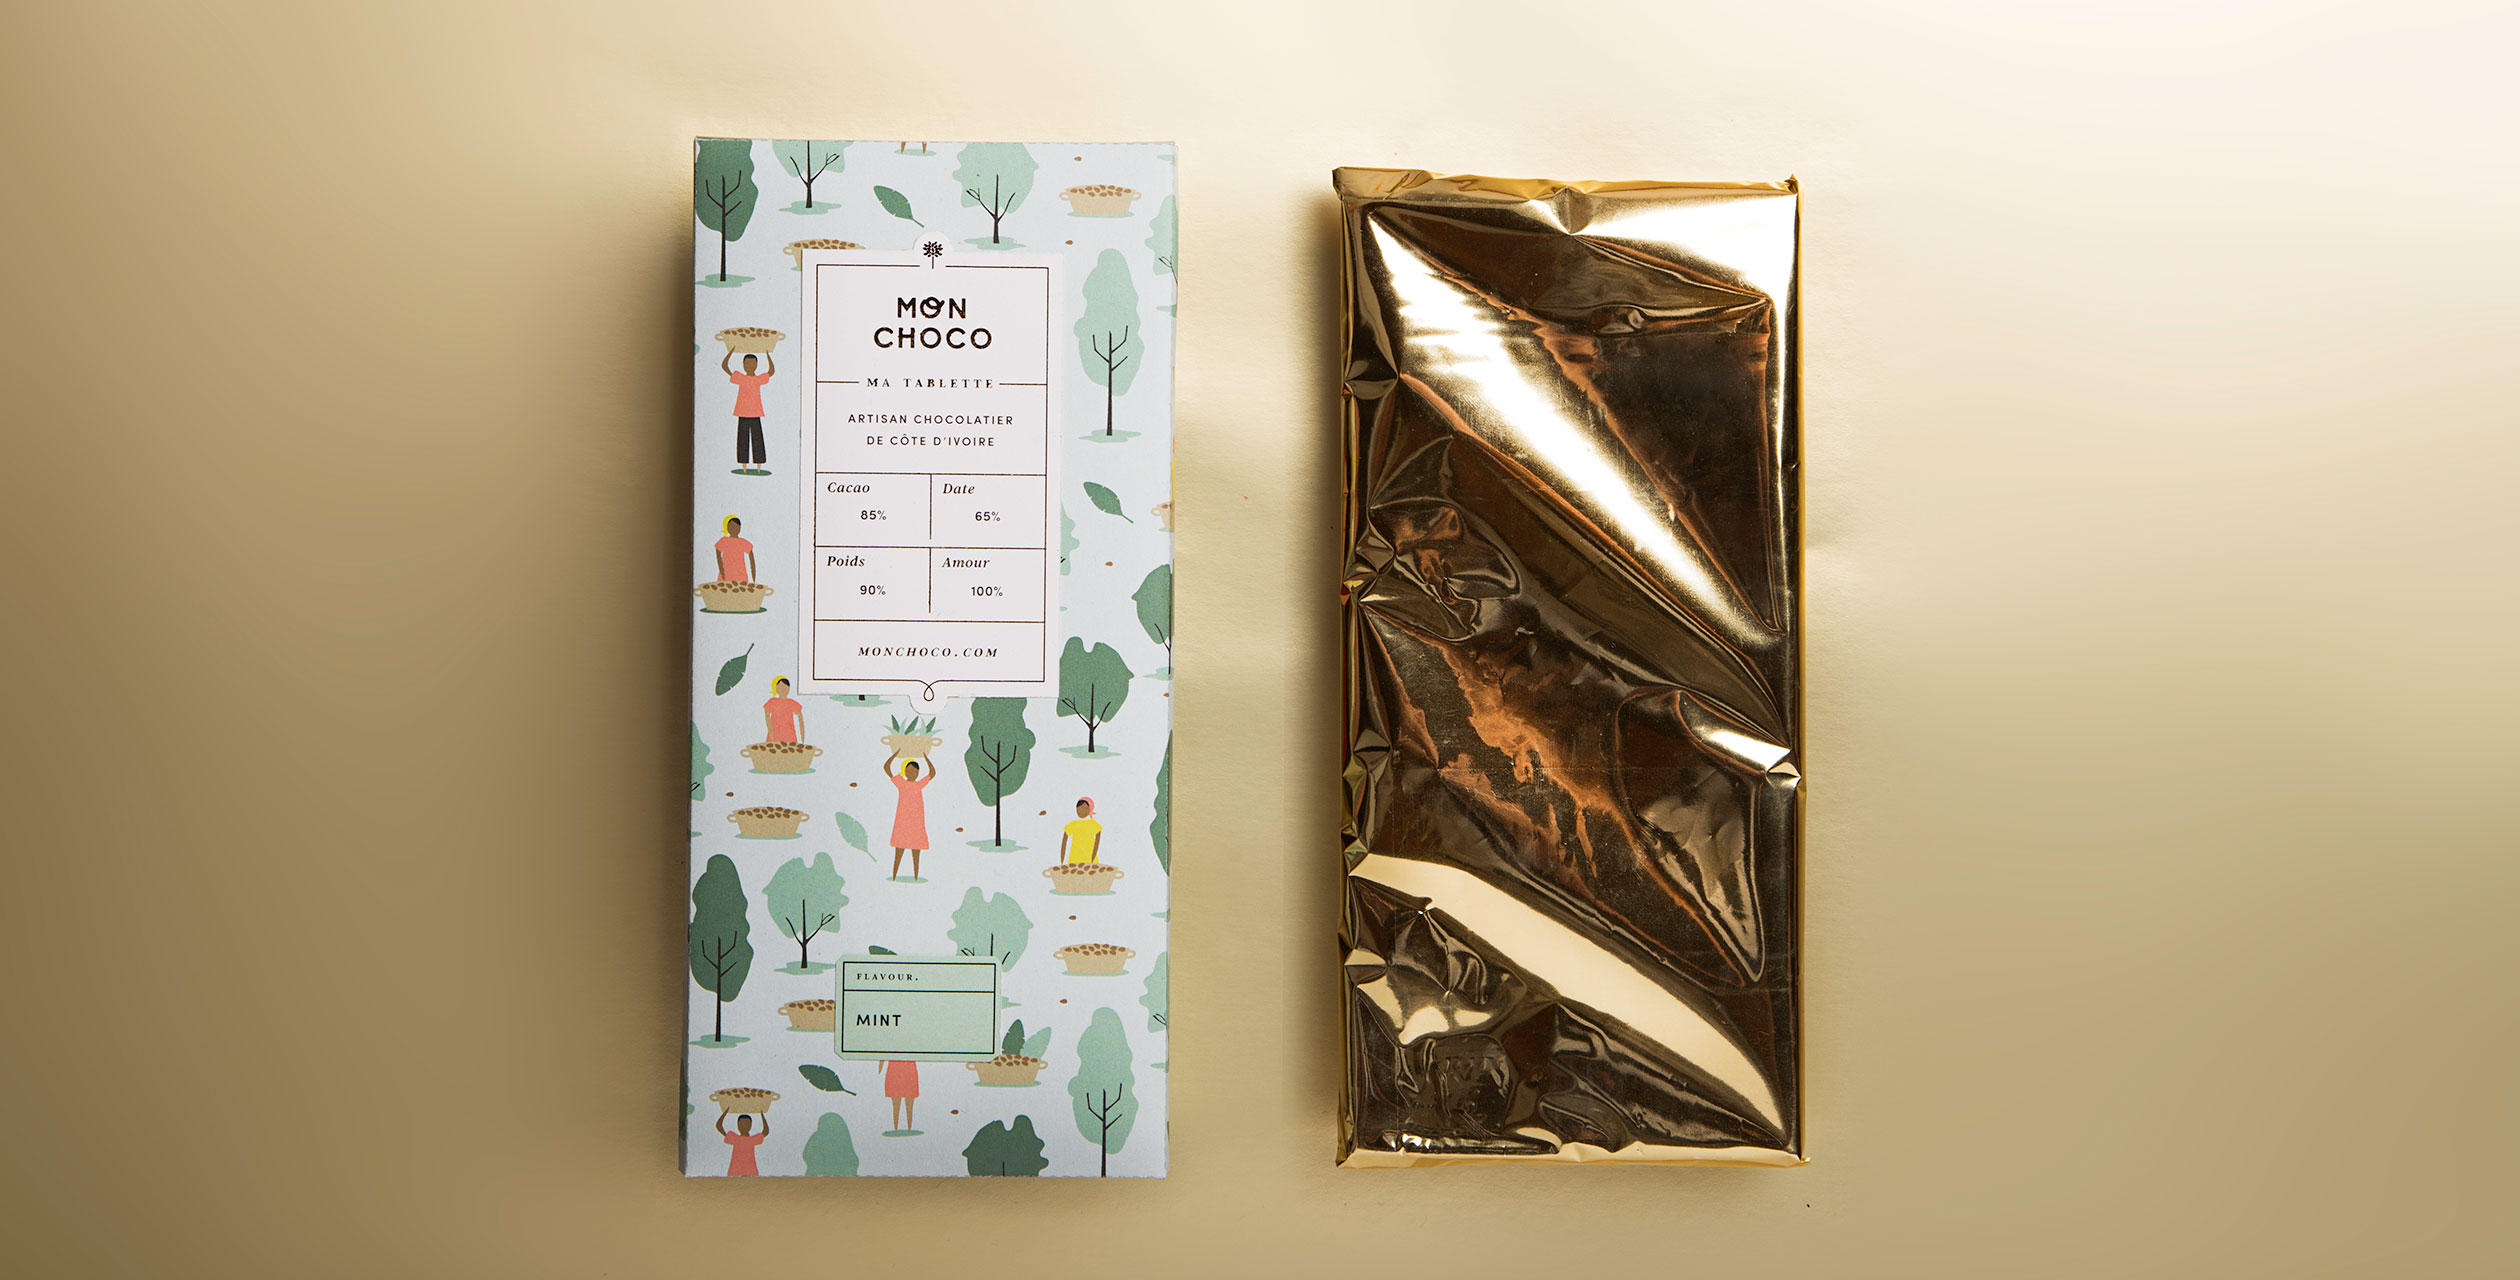 MON
CHOCO
MA TABLETTE
ARTISAN CHOCOLATIER
DE CÔTE D'IVOIRE
Cacao
85%
Date
65%
Poids
90%
Amour
100%
MONCHOCO.COM
FLAVOUR.
MINT